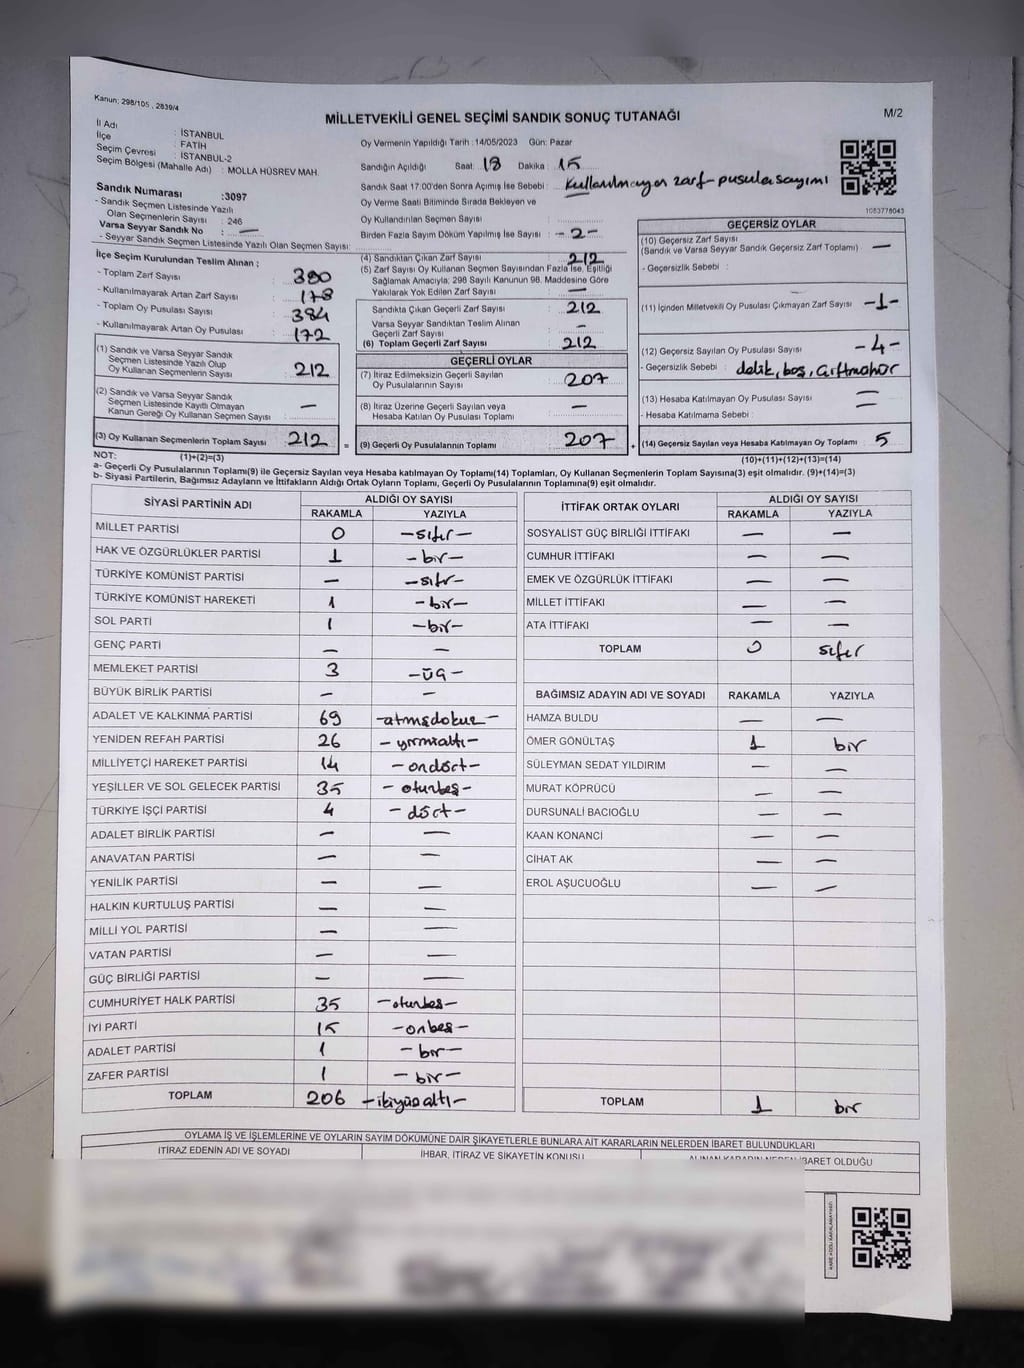 Kanun: 298/105 , 2839/4
MİLLETVEKİLİ GENEL SEÇİMİ SANDIK SONUÇ TUTANAĞI
M/2
İl Adı : İSTANBUL
İlçe : FATİH
Seçim Çevresi : İSTANBUL-2
Seçim Bölgesi (Mahalle Adı) : MOLLA HÜSREV MAH.
Oy Vermenin Yapıldığı Tarih : 14/05/2023 Gün: Pazar
Sandığın Açıldığı Saat: 18 Dakika : 15
Sandık Saat 17:00'den Sonra Açımış İse Sebebi : Kullanılmayan zarf-pusula sayımı
Oy Verme Saati Bitiminde Sırada Bekleyen ve
Oy Kullandırılan Seçmen Sayısı :
Birden Fazla Sayım Döküm Yapılmış İse Sayısı : - 2 -
1083778043
Sandık Numarası :3097
- Sandık Seçmen Listesinde Yazılı
Olan Seçmenlerin Sayısı : 246
Varsa Seyyar Sandık No : —
- Seyyar Sandık Seçmen Listesinde Yazılı Olan Seçmen Sayısı:
İlçe Seçim Kurulundan Teslim Alınan ;
- Toplam Zarf Sayısı : 390
- Kullanılmayarak Artan Zarf Sayısı : 178
- Toplam Oy Pusulası Sayısı : 384
- Kullanılmayarak Artan Oy Pusulası : 172
(1) Sandık ve Varsa Seyyar Sandık
Seçmen Listesinde Yazılı Olup
Oy Kullanan Seçmenlerin Sayısı : 212
(2) Sandık ve Varsa Seyyar Sandık
Seçmen Listesinde Kayıtlı Olmayan
Kanun Gereği Oy Kullanan Seçmen Sayısı : —
(3) Oy Kullanan Seçmenlerin Toplam Sayısı 212 =
(4) Sandıktan Çıkan Zarf Sayısı : 212
(5) Zarf Sayısı Oy Kullanan Seçmen Sayısından Fazla İse, Eşitliği
Sağlamak Amacıyla, 298 Sayılı Kanunun 98. Maddesine Göre
Yakılarak Yok Edilen Zarf Sayısı : —
Sandıkta Çıkan Geçerli Zarf Sayısı : 212
Varsa Seyyar Sandıktan Teslim Alınan
Geçerli Zarf Sayısı : —
(6) Toplam Geçerli Zarf Sayısı : 212
GEÇERLİ OYLAR
(7) İtiraz Edilmeksizin Geçerli Sayılan
Oy Pusulalarının Sayısı : 207
(8) İtiraz Üzerine Geçerli Sayılan veya
Hesaba Katılan Oy Pusulası Toplamı : —
(9) Geçerli Oy Pusulalarının Toplamı : 207 +
GEÇERSİZ OYLAR
(10) Geçersiz Zarf Sayısı
(Sandık ve Varsa Seyyar Sandık Geçersiz Zarf Toplamı) : —
- Geçersizlik Sebebi :
(11) İçinden Milletvekili Oy Pusulası Çıkmayan Zarf Sayısı -1-
(12) Geçersiz Sayılan Oy Pusulası Sayısı : -4-
- Geçersizlik Sebebi : delik, boş, çiftmühür
(13) Hesaba Katılmayan Oy Pusulası Sayısı : —
- Hesaba Katılmama Sebebi : —
(14) Geçersiz Sayılan veya Hesaba Katılmayan Oy Toplamı : 5
NOT: (1)+(2)=(3)
(10)+(11)+(12)+(13)=(14)
a- Geçerli Oy Pusulalarının Toplamı(9) ile Geçersiz Sayılan veya Hesaba katılmayan Oy Toplamı(14) Toplamları, Oy Kullanan Seçmenlerin Toplam Sayısına(3) eşit olmalıdır. (9)+(14)=(3)
b- Siyasi Partilerin, Bağımsız Adayların ve İttifakların Aldığı Ortak Oyların Toplamı, Geçerli Oy Pusulalarının Toplamına(9) eşit olmalıdır.
SİYASİ PARTİNİN ADI ALDIĞI OY SAYISI
RAKAMLA YAZIYLA
MİLLET PARTİSİ 0 -sıfır-
HAK VE ÖZGÜRLÜKLER PARTİSİ 1 -bir-
TÜRKİYE KOMÜNİST PARTİSİ — -sıfır-
TÜRKİYE KOMÜNİST HAREKETİ 1 -bir-
SOL PARTİ 1 -bir-
GENÇ PARTİ — —
MEMLEKET PARTİSİ 3 -üç-
BÜYÜK BİRLİK PARTİSİ — —
ADALET VE KALKINMA PARTİSİ 69 -atmışdokuz-
YENİDEN REFAH PARTİSİ 26 -yirmialtı-
MİLLİYETÇİ HAREKET PARTİSİ 14 -ondört-
YEŞİLLER VE SOL GELECEK PARTİSİ 35 -otuzbeş-
TÜRKİYE İŞÇİ PARTİSİ 4 -dört-
ADALET BİRLİK PARTİSİ — —
ANAVATAN PARTİSİ — —
YENİLİK PARTİSİ — —
HALKIN KURTULUŞ PARTİSİ — —
MİLLİ YOL PARTİSİ — —
VATAN PARTİSİ — —
GÜÇ BİRLİĞİ PARTİSİ — —
CUMHURİYET HALK PARTİSİ 35 -otuzbeş-
İYİ PARTİ 15 -onbeş-
ADALET PARTİSİ 1 -bir-
ZAFER PARTİSİ 1 -bir-
TOPLAM 206 -ikiyüzaltı-
İTTİFAK ORTAK OYLARI ALDIĞI OY SAYISI
RAKAMLA YAZIYLA
SOSYALİST GÜÇ BİRLİĞİ İTTİFAKI — —
CUMHUR İTTİFAKI — —
EMEK VE ÖZGÜRLÜK İTTİFAKI — —
MİLLET İTTİFAKI — —
ATA İTTİFAKI — —
TOPLAM 0 sıfır
BAĞIMSIZ ADAYIN ADI VE SOYADI RAKAMLA YAZIYLA
HAMZA BULDU — —
ÖMER GÖNÜLTAŞ 1 bir
SÜLEYMAN SEDAT YILDIRIM — —
MURAT KÖPRÜCÜ — —
DURSUNALİ BACIOĞLU — —
KAAN KONANCİ — —
CİHAT AK — —
EROL AŞUCUOĞLU — —
TOPLAM 1 bir
OYLAMA İŞ VE İŞLEMLERİNE VE OYLARIN SAYIM DÖKÜMÜNE DAİR ŞİKAYETLERLE BUNLARA AİT KARARLARIN NELERDEN İBARET BULUNDUKLARI
İTİRAZ EDENİN ADI VE SOYADI İHBAR, İTİRAZ VE ŞİKAYETİN KONUSU ALINAN KARARIN NEDEN İBARET OLDUĞU